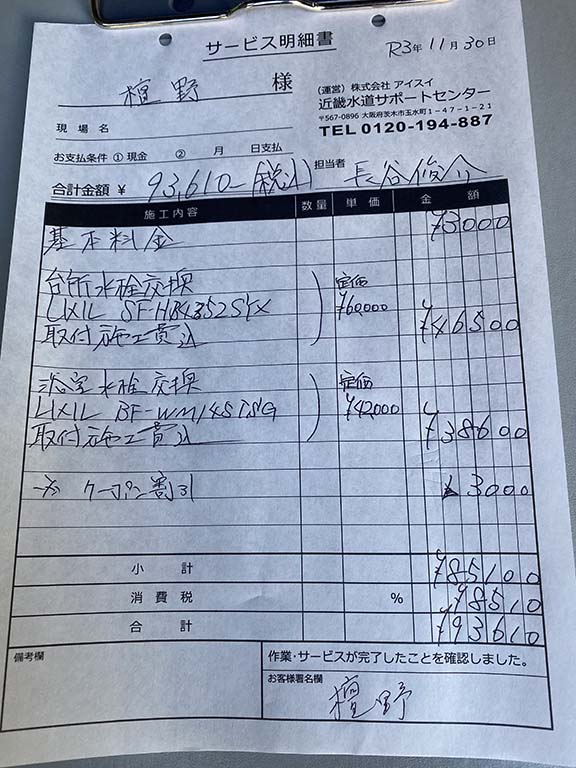 サービス明細書
R3年 11月 30日
檀野 様
(運営) 株式会社 アイスイ
近畿水道サポートセンター
〒567-0896 大阪府茨木市玉水町1-47-1-21
TEL 0120-194-887
現場名
お支払条件 ① 現金 ② 月 日支払
合計金額 ¥ 93,610- (税込)
担当者 長谷俊介
施工内容 数量 単価 金額
基本料金 ¥3000
台所水栓交換 定価
LIXIL SF-HB452SYX ¥60,000
取付施工費込 ¥46500
浴室水栓交換 定価
LIXIL BF-WM145TSG ¥42,000
取付施工費込 ¥38600
クーポン割引 3000
小計 ¥85100
消費税 % ¥8510
合計 ¥93610
備考欄
作業・サービスが完了したことを確認しました。
お客様署名欄
檀野